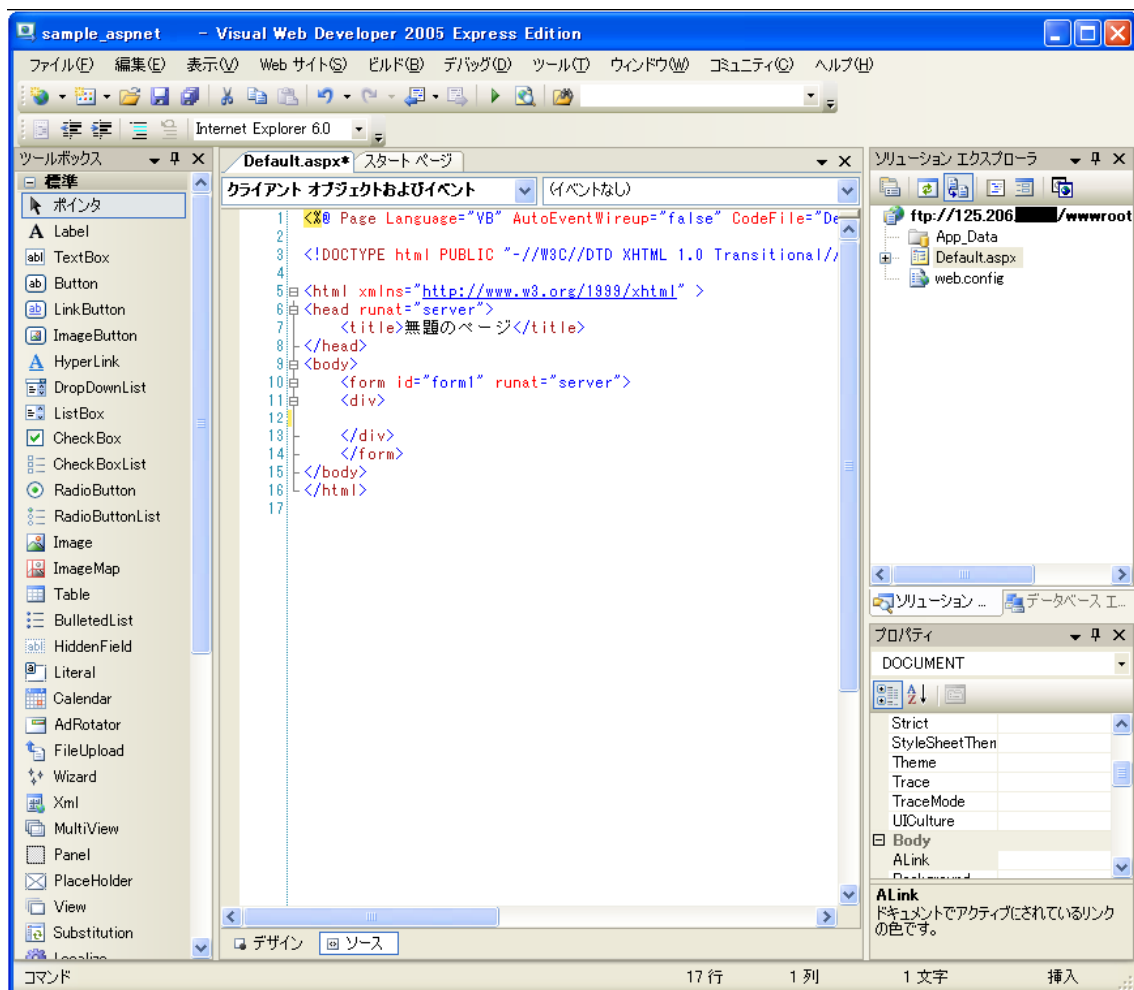 sample_aspnet - Visual Web Developer 2005 Express Edition
ファイル(F) 編集(E) 表示(V) Web サイト(S) ビルド(B) デバッグ(D) ツール(T) ウィンドウ(W) コミュニティ(C) ヘルプ(H)
Internet Explorer 6.0
ツールボックス
標準
ポインタ
Label
TextBox
Button
LinkButton
ImageButton
HyperLink
DropDownList
ListBox
CheckBox
CheckBoxList
RadioButton
RadioButtonList
Image
ImageMap
Table
BulletedList
HiddenField
Literal
Calendar
AdRotator
FileUpload
Wizard
Xml
MultiView
Panel
PlaceHolder
View
Substitution
Default.aspx* スタート ページ
クライアント オブジェクトおよびイベント (イベントなし)
1 <%@ Page Language="VB" AutoEventWireup="false" CodeFile="De
2
3 <!DOCTYPE html PUBLIC "-//W3C//DTD XHTML 1.0 Transitional//
4
5 <html xmlns="http://www.w3.org/1999/xhtml" >
6 <head runat="server">
7 <title>無題のページ</title>
8 </head>
9 <body>
10 <form id="form1" runat="server">
11 <div>
12
13 </div>
14 </form>
15 </body>
16 </html>
17
デザイン ソース
ソリューション エクスプローラ
ftp://125.206. /wwwroot
App_Data
Default.aspx
web.config
ソリューション ... データベース エ...
プロパティ
DOCUMENT
Strict
StyleSheetThen
Theme
Trace
TraceMode
UICulture
Body
ALink
ALink
ドキュメントでアクティブにされているリンク
の色です。
コマンド 17 行 1 列 1 文字 挿入